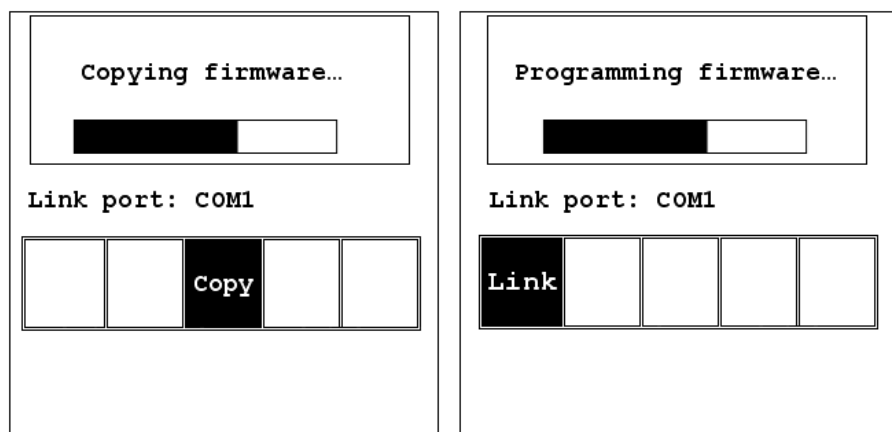 Copying firmware…
Link port: COM1
Copy
Programming firmware…
Link port: COM1
Link